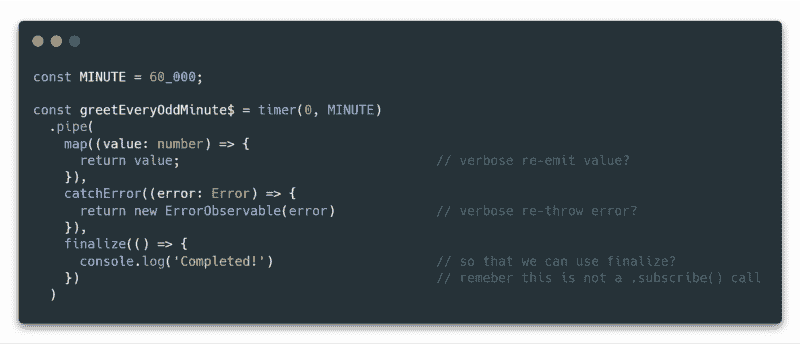 const MINUTE = 60_000;
const greetEveryOddMinute$ = timer(0, MINUTE)
.pipe(
map((value: number) => {
return value; // verbose re-emit value?
}),
catchError((error: Error) => {
return new ErrorObservable(error) // verbose re-throw error?
}),
finalize(() => {
console.log('Completed!') // so that we can use finalize?
}) // remeber this is not a .subscribe() call
)